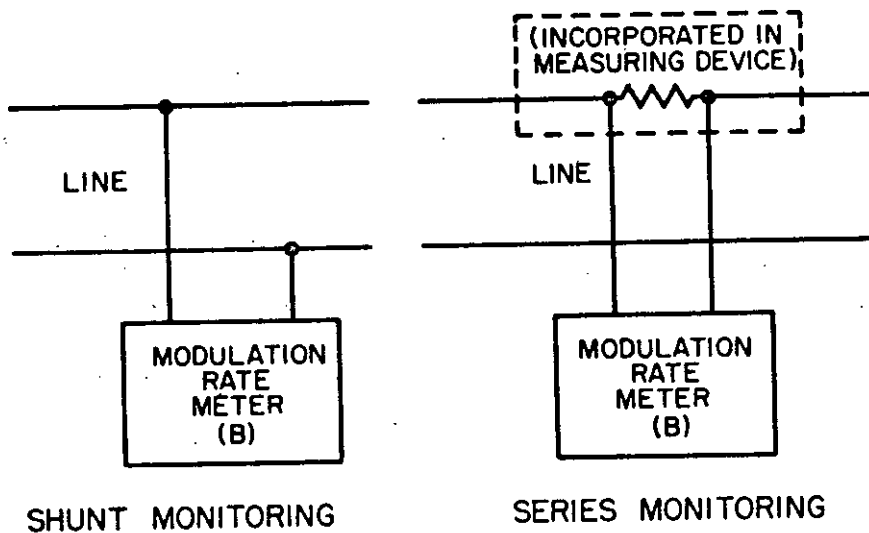 (INCORPORATED IN
MEASURING DEVICE)
LINE
LINE
MODULATION
RATE
METER
(B)
MODULATION
RATE
METER
(B)
SHUNT MONITORING
SERIES MONITORING